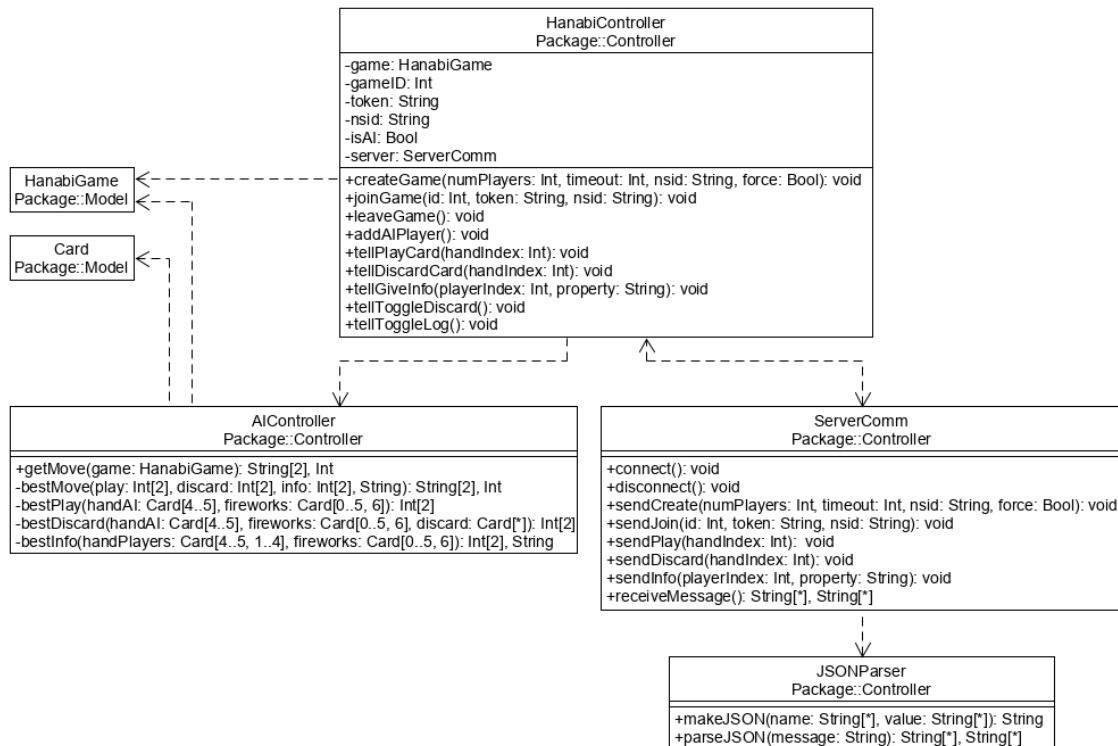 HanabiController
Package::Controller
-game: HanabiGame
-gameID: Int
-token: String
-nsid: String
-isAI: Bool
-server: ServerComm
+createGame(numPlayers: Int, timeout: Int, nsid: String, force: Bool): void
+joinGame(id: Int, token: String, nsid: String): void
+leaveGame(): void
+addAIPlayer(): void
+tellPlayCard(handIndex: Int): void
+tellDiscardCard(handIndex: Int): void
+tellGiveInfo(playerIndex: Int, property: String): void
+tellToggleDiscard(): void
+tellToggleLog(): void
HanabiGame
Package::Model
Card
Package::Model
AIController
Package::Controller
+getMove(game: HanabiGame): String[2], Int
-bestMove(play: Int[2], discard: Int[2], info: Int[2], String): String[2], Int
-bestPlay(handAI: Card[4..5], fireworks: Card[0..5, 6]): Int[2]
-bestDiscard(handAI: Card[4..5], fireworks: Card[0..5, 6], discard: Card[*]): Int[2]
-bestInfo(handPlayers: Card[4..5, 1..4], fireworks: Card[0..5, 6]): Int[2], String
ServerComm
Package::Controller
+connect(): void
+disconnect(): void
+sendCreate(numPlayers: Int, timeout: Int, nsid: String, force: Bool): void
+sendJoin(id: Int, token: String, nsid: String): void
+sendPlay(handIndex: Int): void
+sendDiscard(handIndex: Int): void
+sendInfo(playerIndex: Int, property: String): void
+receiveMessage(): String[*], String[*]
JSONParser
Package::Controller
+makeJSON(name: String[*], value: String[*]): String
+parseJSON(message: String): String[*], String[*]